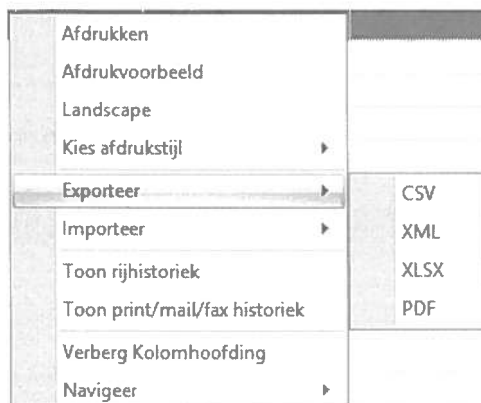 Afdrukken
Afdrukvoorbeeld
Landscape
Kies afdrukstijl
Exporteer
Importeer
Toon rijhistoriek
Toon print/mail/fax historiek
Verberg Kolomhoofding
Navigeer
CSV
XML
XLSX
PDF